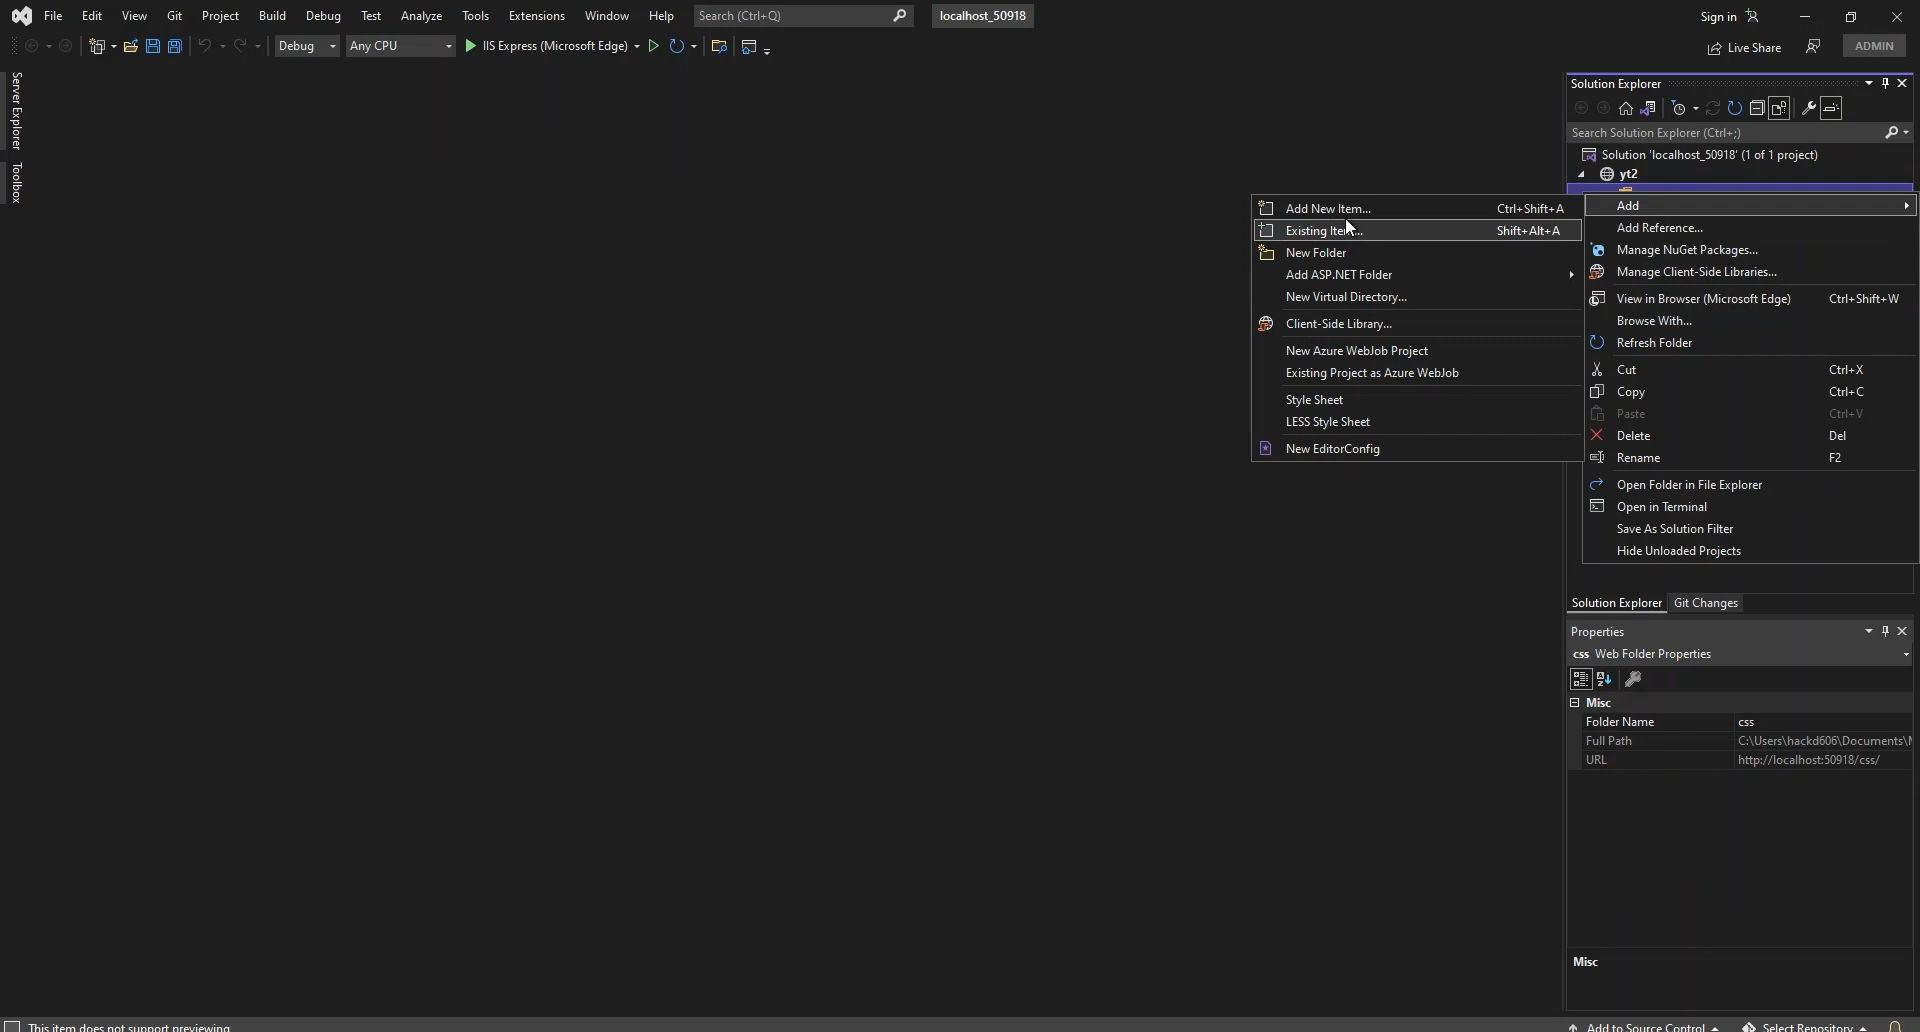 File Edit View Git Project Build Debug Test Analyze Tools Extensions Window Help Search (Ctrl+Q) localhost_50918 Sign in
Debug Any CPU IIS Express (Microsoft Edge) Live Share ADMIN
Server Explorer
Toolbox
Solution Explorer
Search Solution Explorer (Ctrl+;)
Solution 'localhost_50918' (1 of 1 project)
yt2
Add New Item... Ctrl+Shift+A
Existing Shift+Alt+A
New Folder
Add ASP.NET Folder
New Virtual Directory...
Client-Side Library...
New Azure WebJob Project
Existing Project as Azure WebJob
Style Sheet
LESS Style Sheet
New EditorConfig
Add
Add Reference...
Manage NuGet Packages...
Manage Client-Side Libraries...
View in Browser (Microsoft Edge) Ctrl+Shift+W
Browse With...
Refresh Folder
Cut Ctrl+X
Copy Ctrl+C
Paste Ctrl+V
Delete Del
Rename F2
Open Folder in File Explorer
Open in Terminal
Save As Solution Filter
Hide Unloaded Projects
Solution Explorer Git Changes
Properties
css Web Folder Properties
Misc
Folder Name css
Full Path C:\Users\hackd606\Documents\
URL http://localhost:50918/css/
Misc
This item does not support previewing Add to Source Control Select Repository